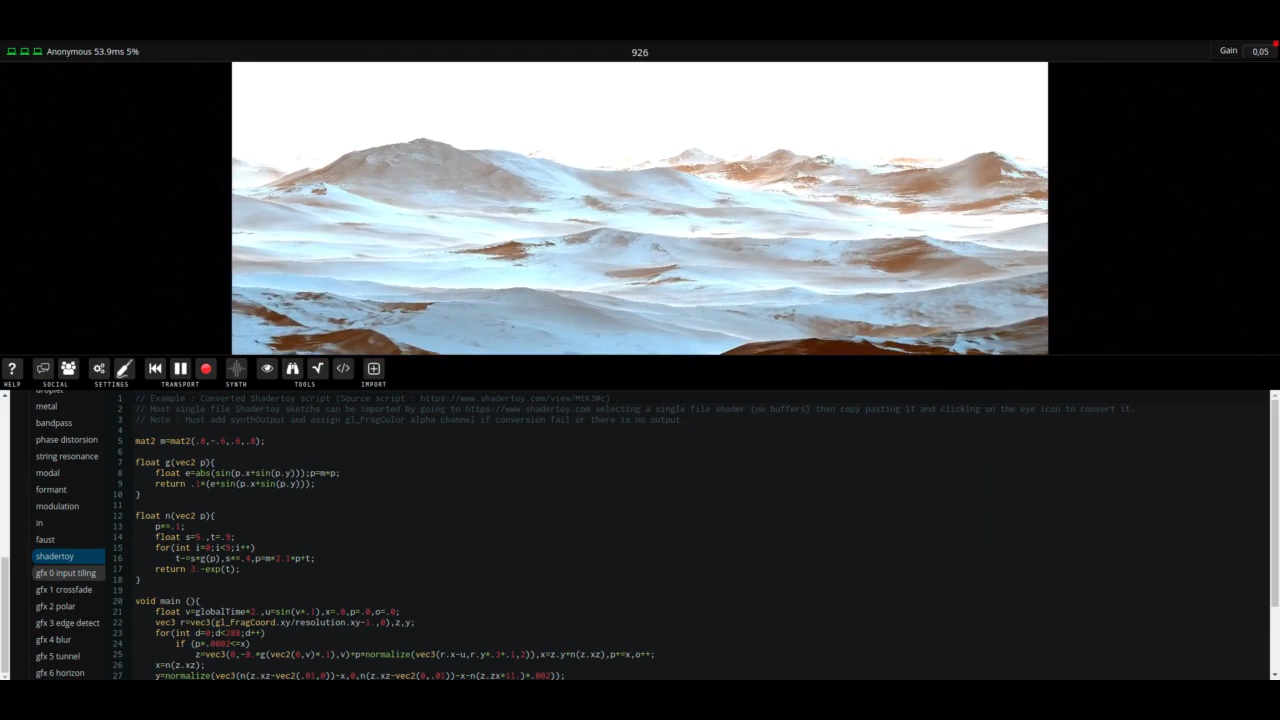 Anonymous 53.9ms 5%
926
Gain 0,05
HELP SOCIAL SETTINGS TRANSPORT SYNTH TOOLS IMPORT
droplet
metal
bandpass
phase distorsion
string resonance
modal
formant
modulation
in
faust
shadertoy
gfx 0 input tiling
gfx 1 crossfade
gfx 2 polar
gfx 3 edge detect
gfx 4 blur
gfx 5 tunnel
gfx 6 horizon
1 // Example : Converted Shadertoy script (Source script : https://www.shadertoy.com/view/MtK3Wc)
2 // Most single file Shadertoy sketchs can be imported by going to https://www.shadertoy.com selecting a single file shader (no buffers) then copy pasting it and clicking on the eye icon to convert it.
3 // Note : Must add synthOutput and assign gl_FragColor alpha channel if conversion fail or there is no output.
4
5 mat2 m=mat2(.8,-.6,.6,.8);
6
7 float g(vec2 p){
8 float e=abs(sin(p.x+sin(p.y)));p=m*p;
9 return .1*(e+sin(p.x+sin(p.y)));
10 }
11
12 float n(vec2 p){
13 p*=.1;
14 float s=5.,t=.9;
15 for(int i=0;i<9;i++)
16 t-=s*g(p),s*=.4,p=m*2.1*p+t;
17 return 3.-exp(t);
18 }
19
20 void main (){
21 float v=globalTime*2.,u=sin(v*.1),x=.0,p=.0,o=.0;
22 vec3 r=vec3(gl_FragCoord.xy/resolution.xy-1.,0),z,y;
23 for(int d=0;d<288;d++)
24 if (p*.0002<=x)
25 z=vec3(0,-8.*g(vec2(0,v)*.1),v)+p*normalize(vec3(r.x-u,r.y*.3+.1,2)),x=z.y+n(z.xz),p+=x,o++;
26 x=n(z.xz);
27 y=normalize(vec3(n(z.xz-vec2(.01,0))-x,0,n(z.xz-vec2(0,.01))-x-n(z.zx*11.)*.002));